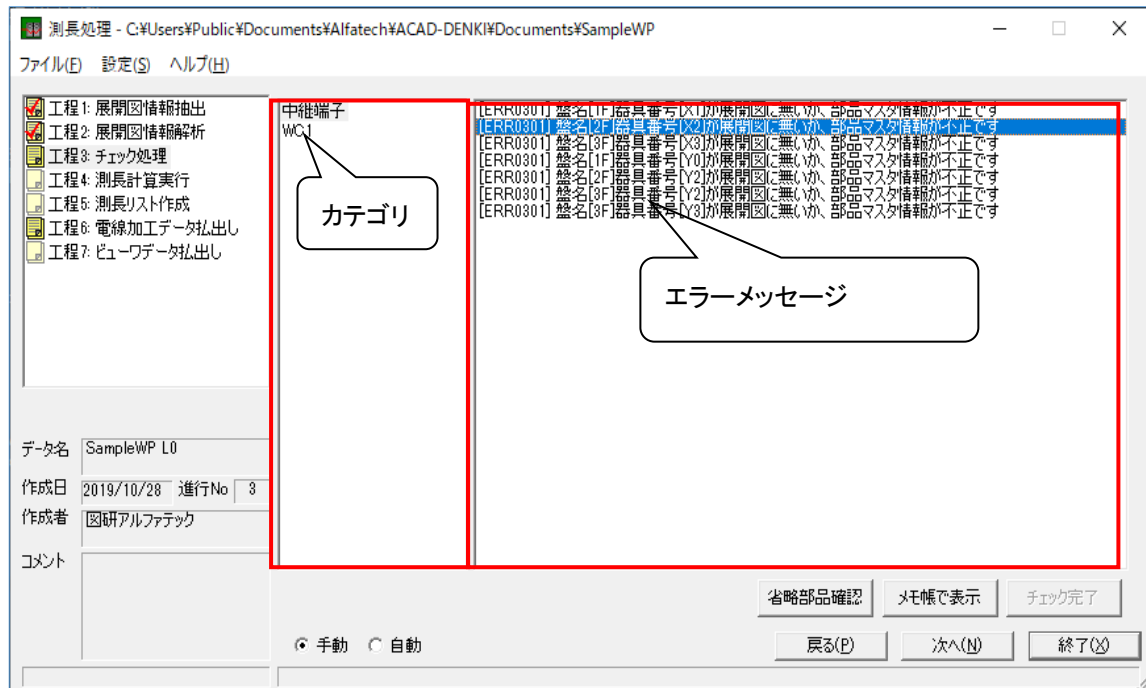 測長処理 - C:¥Users¥Public¥Documents¥Alfatech¥ACAD-DENKI¥Documents¥SampleWP
ファイル(F) 設定(S) ヘルプ(H)
工程1: 展開図情報抽出
工程2: 展開図情報解析
工程3: チェック処理
工程4: 測長計算実行
工程5: 測長リスト作成
工程6: 電線加工データ払出し
工程7: ビューワデータ払出し
中継端子
WC1
カテゴリ
[ERR0301] 盤名[1F]器具番号[X1]が展開図に無いか、部品マスタ情報が不正です
[ERR0301] 盤名[2F]器具番号[X2]が展開図に無いか、部品マスタ情報が不正です
[ERR0301] 盤名[3F]器具番号[X3]が展開図に無いか、部品マスタ情報が不正です
[ERR0301] 盤名[1F]器具番号[Y0]が展開図に無いか、部品マスタ情報が不正です
[ERR0301] 盤名[2F]器具番号[Y2]が展開図に無いか、部品マスタ情報が不正です
[ERR0301] 盤名[3F]器具番号[Y2]が展開図に無いか、部品マスタ情報が不正です
[ERR0301] 盤名[3F]器具番号[Y3]が展開図に無いか、部品マスタ情報が不正です
エラーメッセージ
データ名 SampleWP L0
作成日 2019/10/28 進行No 3
作成者 図研アルファテック
コメント
省略部品確認 メモ帳で表示 チェック完了
手動 自動 戻る(P) 次へ(N) 終了(X)